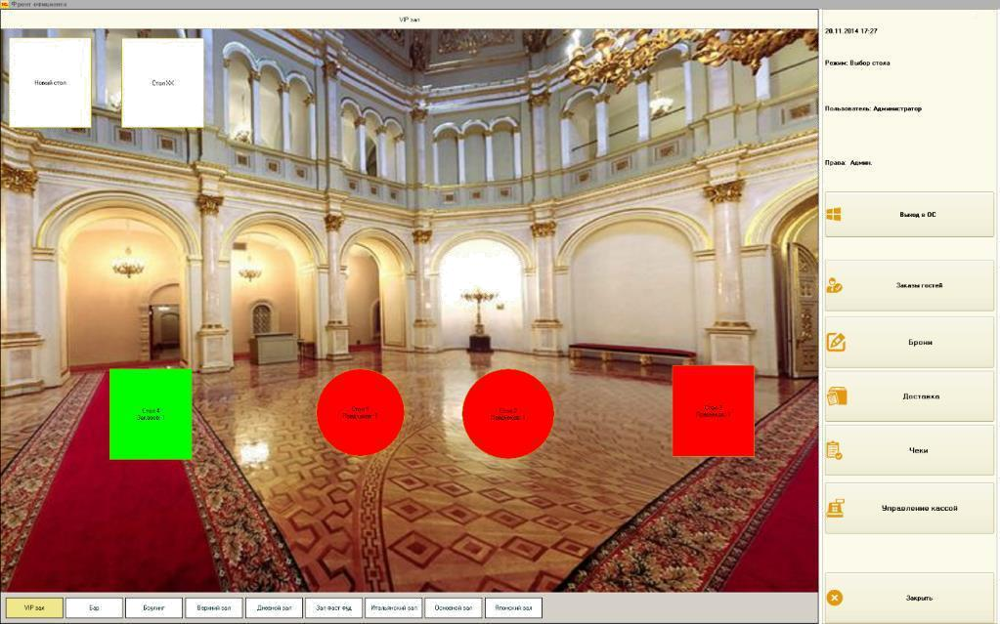 Фронт официанта
VIP зал
Новый стол
Стол XX
Стол 4
Заказов: 1
Стол 1
Предчеков: 1
Стол 2
Предчеков: 1
Стол 3
Предчеков: 1
20.11.2014 17:27
Режим: Выбор стола
Пользователь: Администратор
Права: Админ.
Выход в ОС
Заказы гостей
Брони
Доставка
Чеки
Управление кассой
Закрыть
VIP зал
Бар
Боулинг
Верхний зал
Дневной зал
Зал фаст фуд
Итальянский зал
Основной зал
Японский зал